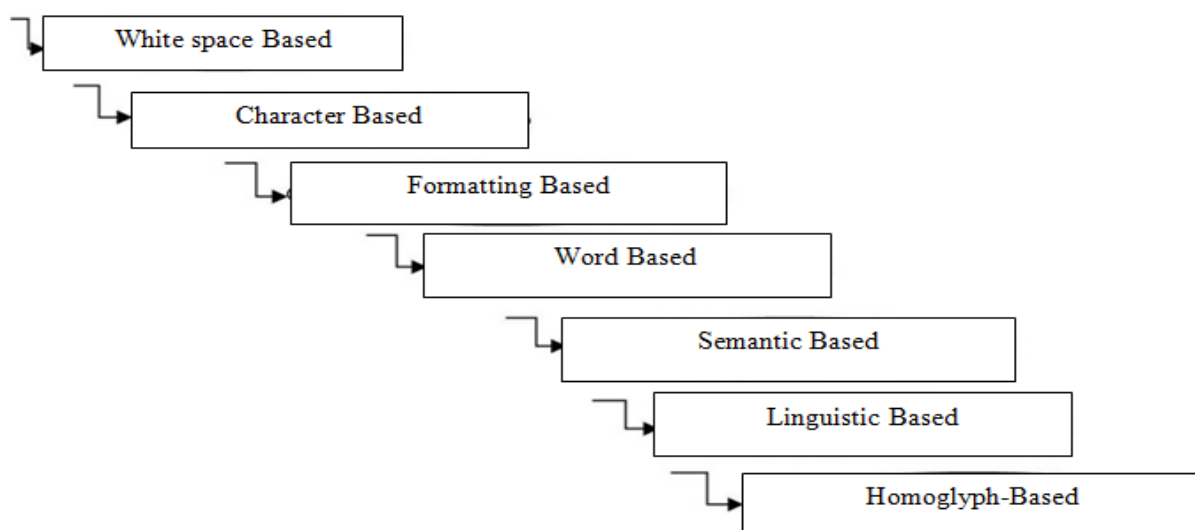 White space Based
Character Based
Formatting Based
Word Based
Semantic Based
Linguistic Based
Homoglyph-Based